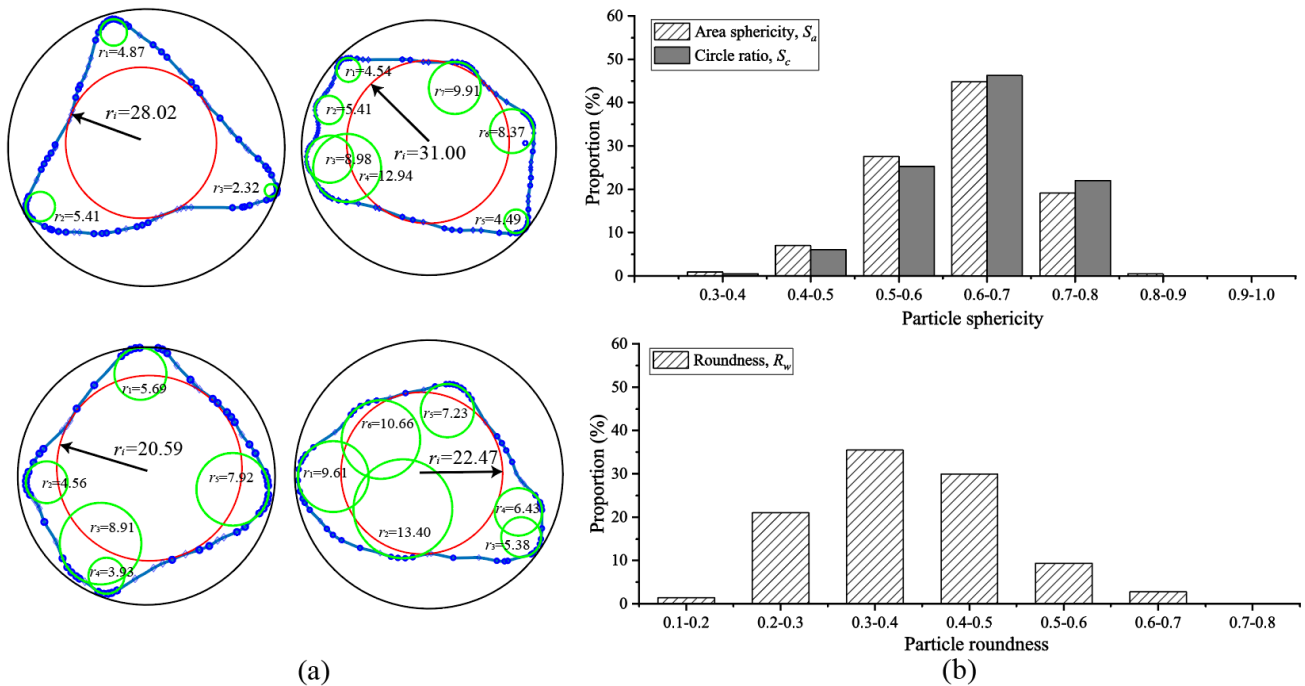 r₁=4.87
rᵢ=28.02
r₃=2.32
r₂=5.41
r₁=4.54
r₇=9.91
r₂=5.41
r₆=8.37
rᵢ=31.00
r₃=8.98
r₄=12.94
r₅=4.49
r₁=5.69
rᵢ=20.59
r₂=4.56
r₅=7.92
r₃=8.91
r₄=3.93
r₅=7.23
r₆=10.66
rᵢ=22.47
r₁=9.61
r₄=6.43
r₂=13.40
r₃=5.38
(a)
Area sphericity, Sₐ
Circle ratio, S_c
Proportion (%)
60
50
40
30
20
10
0
0.3-0.4 0.4-0.5 0.5-0.6 0.6-0.7 0.7-0.8 0.8-0.9 0.9-1.0
Particle sphericity
Roundness, R_w
Proportion (%)
60
50
40
30
20
10
0
0.1-0.2 0.2-0.3 0.3-0.4 0.4-0.5 0.5-0.6 0.6-0.7 0.7-0.8
Particle roundness
(b)